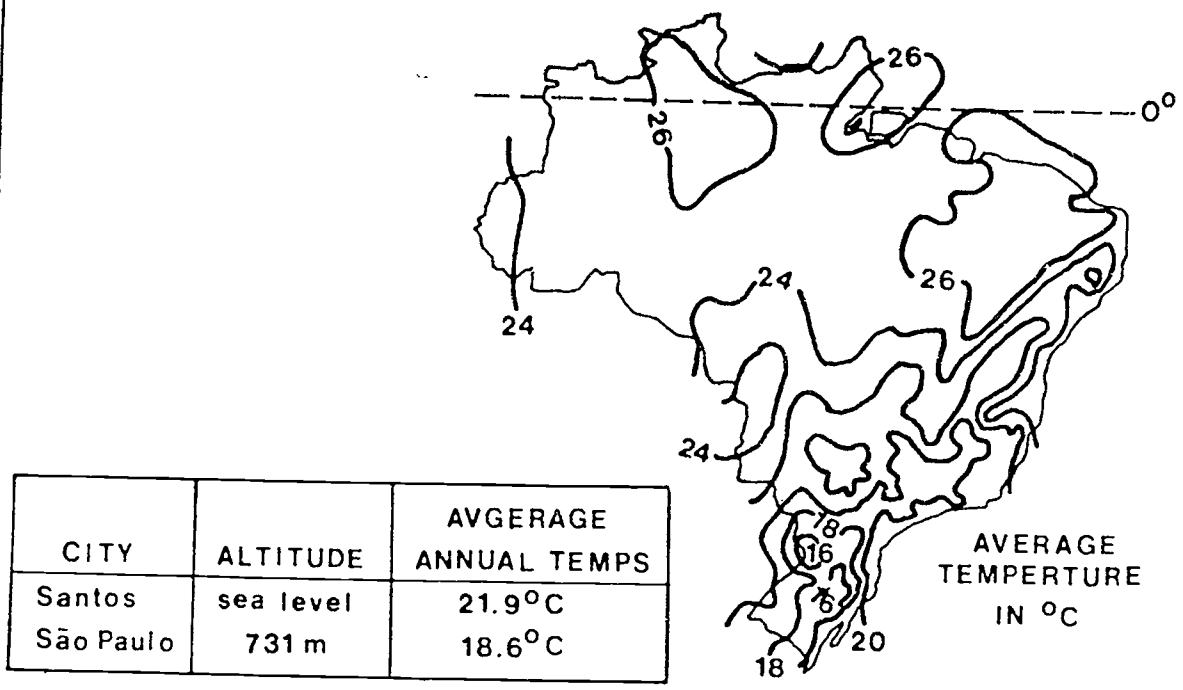 26
0°
26
24
26
24
24
18
16
16
20
18
AVERAGE
TEMPERTURE
IN °C
CITY ALTITUDE AVGERAGE ANNUAL TEMPS
Santos sea level 21.9°C
São Paulo 731 m 18.6°C